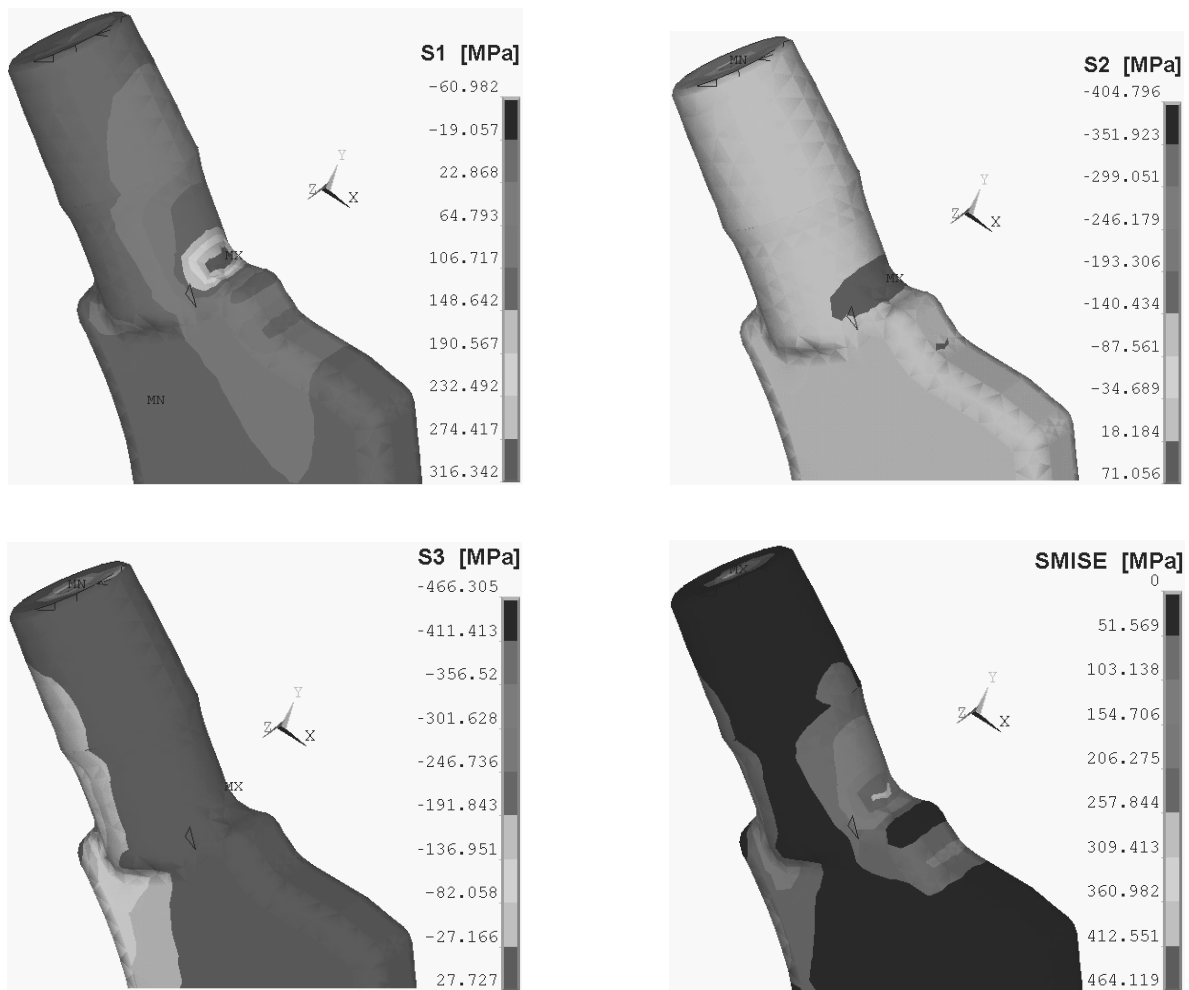 S1 [MPa]
-60.982
-19.057
22.868
64.793
106.717
148.642
190.567
232.492
274.417
316.342
Y
Z
X
MX
MN
S2 [MPa]
-404.796
-351.923
-299.051
-246.179
-193.306
-140.434
-87.561
-34.689
18.184
71.056
MN
Y
Z
X
MX
S3 [MPa]
-466.305
-411.413
-356.52
-301.628
-246.736
-191.843
-136.951
-82.058
-27.166
27.727
MN
Y
Z
X
MX
SMISE [MPa]
0
51.569
103.138
154.706
206.275
257.844
309.413
360.982
412.551
464.119
MX
Y
Z
X